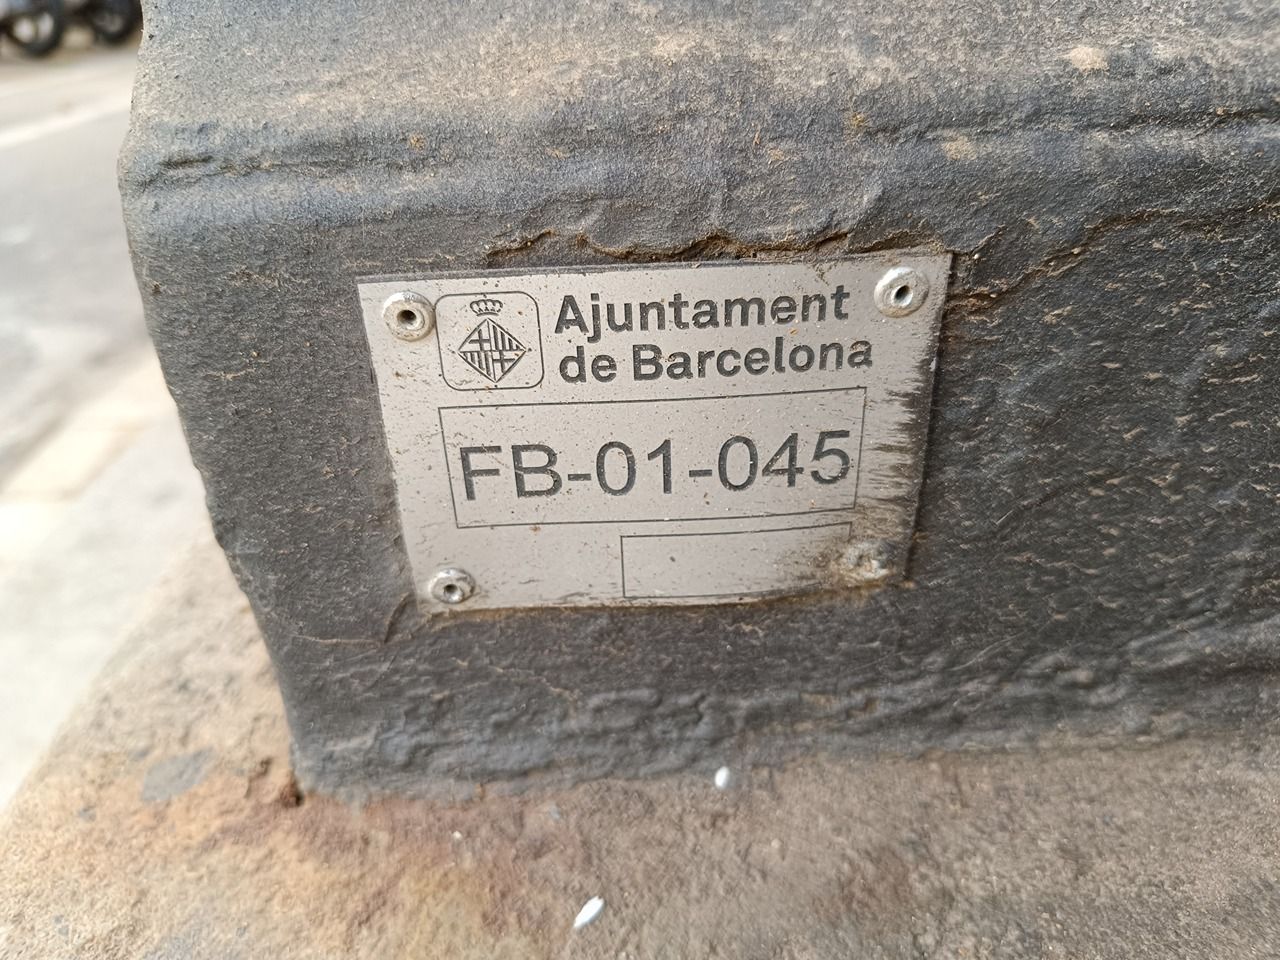 Ajuntament
de Barcelona
FB-01-045